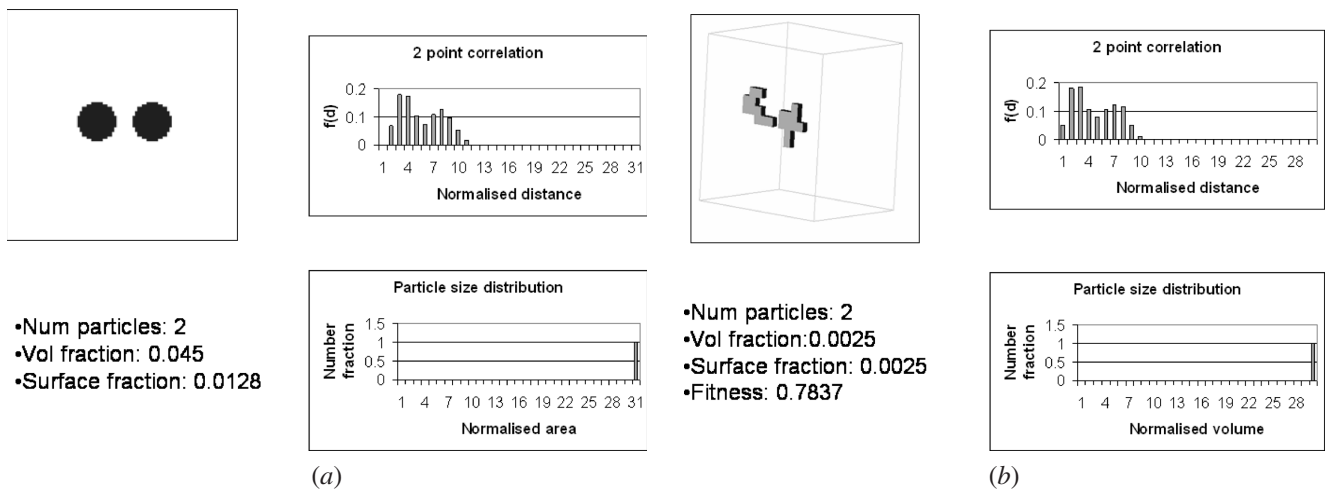 2 point correlation
f(d)
0.2
0.1
0
1 4 7 10 13 16 19 22 25 28 31
Normalised distance
•Num particles: 2
•Vol fraction: 0.045
•Surface fraction: 0.0128
Particle size distribution
Number
fraction
1.5
1
0.5
0
1 4 7 10 13 16 19 22 25 28 31
Normalised area
(a)
2 point correlation
f(d)
0.2
0.1
0
1 4 7 10 13 16 19 22 25 28
Normalised distance
•Num particles: 2
•Vol fraction:0.0025
•Surface fraction: 0.0025
•Fitness: 0.7837
Particle size distribution
Number
fraction
1.5
1
0.5
0
1 4 7 10 13 16 19 22 25 28
Normalised volume
(b)